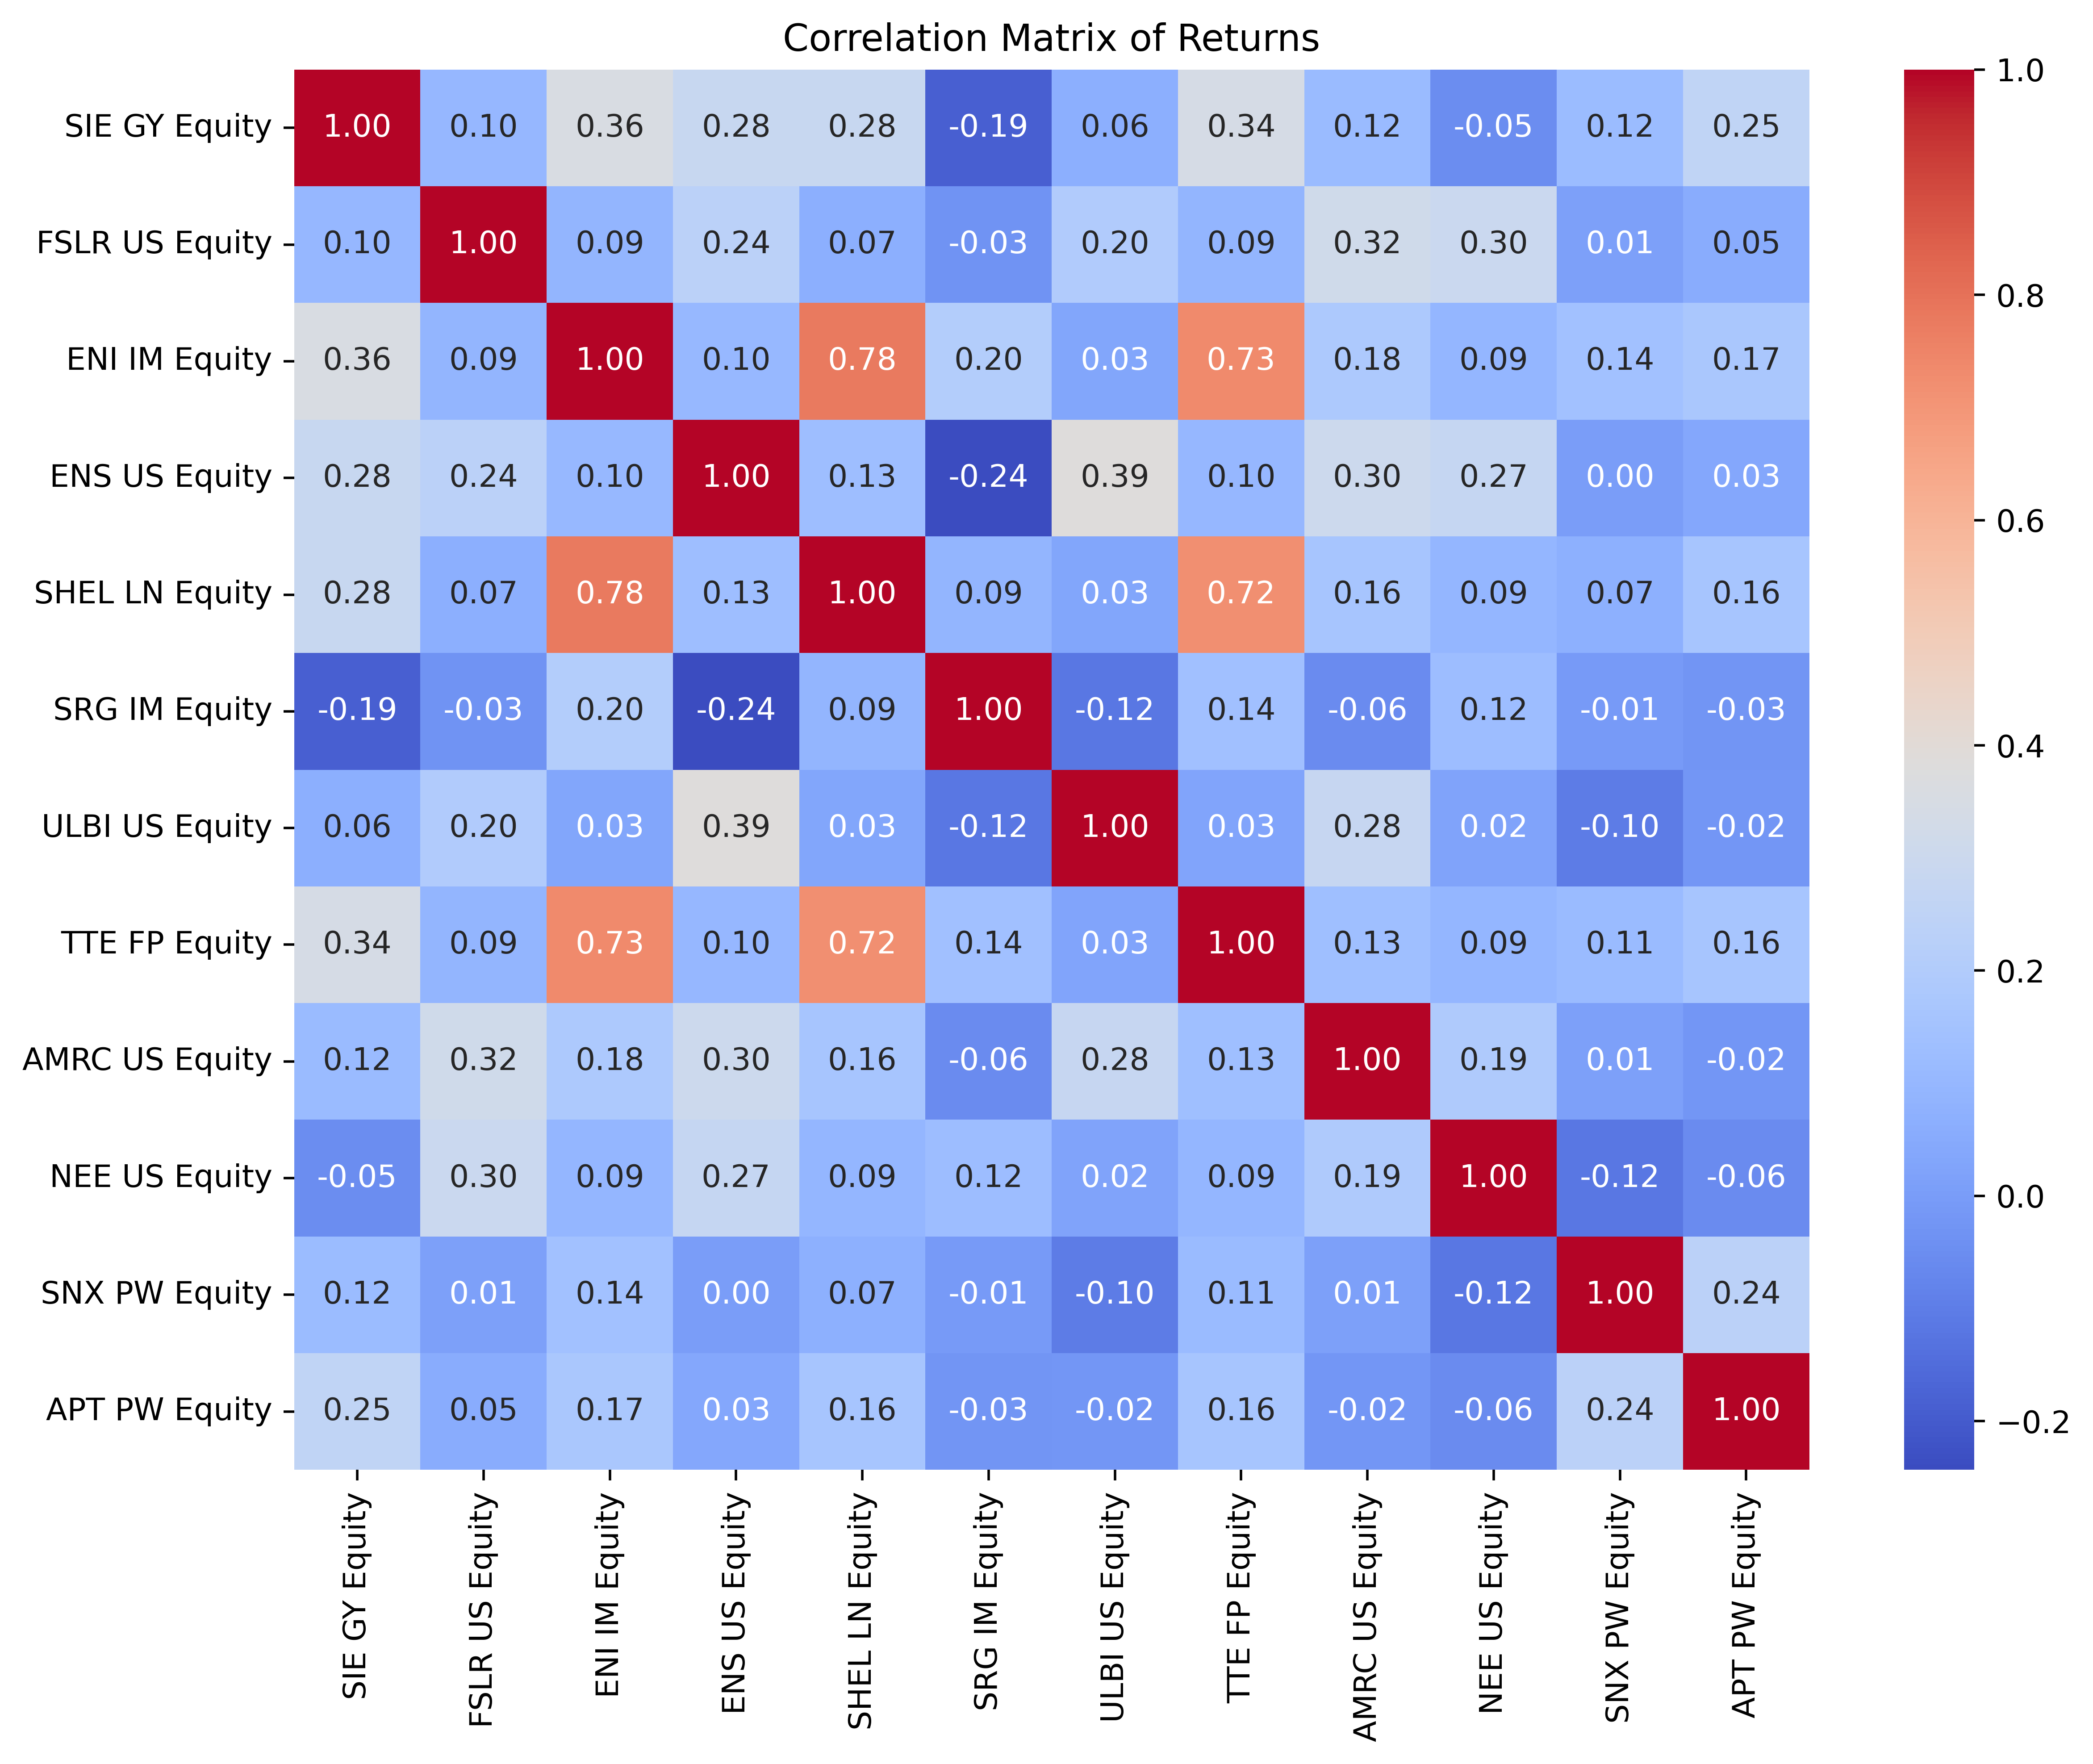 Correlation Matrix of Returns
SIE GY Equity 1.00 0.10 0.36 0.28 0.28 -0.19 0.06 0.34 0.12 -0.05 0.12 0.25
FSLR US Equity 0.10 1.00 0.09 0.24 0.07 -0.03 0.20 0.09 0.32 0.30 0.01 0.05
ENI IM Equity 0.36 0.09 1.00 0.10 0.78 0.20 0.03 0.73 0.18 0.09 0.14 0.17
ENS US Equity 0.28 0.24 0.10 1.00 0.13 -0.24 0.39 0.10 0.30 0.27 0.00 0.03
SHEL LN Equity 0.28 0.07 0.78 0.13 1.00 0.09 0.03 0.72 0.16 0.09 0.07 0.16
SRG IM Equity -0.19 -0.03 0.20 -0.24 0.09 1.00 -0.12 0.14 -0.06 0.12 -0.01 -0.03
ULBI US Equity 0.06 0.20 0.03 0.39 0.03 -0.12 1.00 0.03 0.28 0.02 -0.10 -0.02
TTE FP Equity 0.34 0.09 0.73 0.10 0.72 0.14 0.03 1.00 0.13 0.09 0.11 0.16
AMRC US Equity 0.12 0.32 0.18 0.30 0.16 -0.06 0.28 0.13 1.00 0.19 0.01 -0.02
NEE US Equity -0.05 0.30 0.09 0.27 0.09 0.12 0.02 0.09 0.19 1.00 -0.12 -0.06
SNX PW Equity 0.12 0.01 0.14 0.00 0.07 -0.01 -0.10 0.11 0.01 -0.12 1.00 0.24
APT PW Equity 0.25 0.05 0.17 0.03 0.16 -0.03 -0.02 0.16 -0.02 -0.06 0.24 1.00
SIE GY Equity
FSLR US Equity
ENI IM Equity
ENS US Equity
SHEL LN Equity
SRG IM Equity
ULBI US Equity
TTE FP Equity
AMRC US Equity
NEE US Equity
SNX PW Equity
APT PW Equity
1.0
0.8
0.6
0.4
0.2
0.0
−0.2